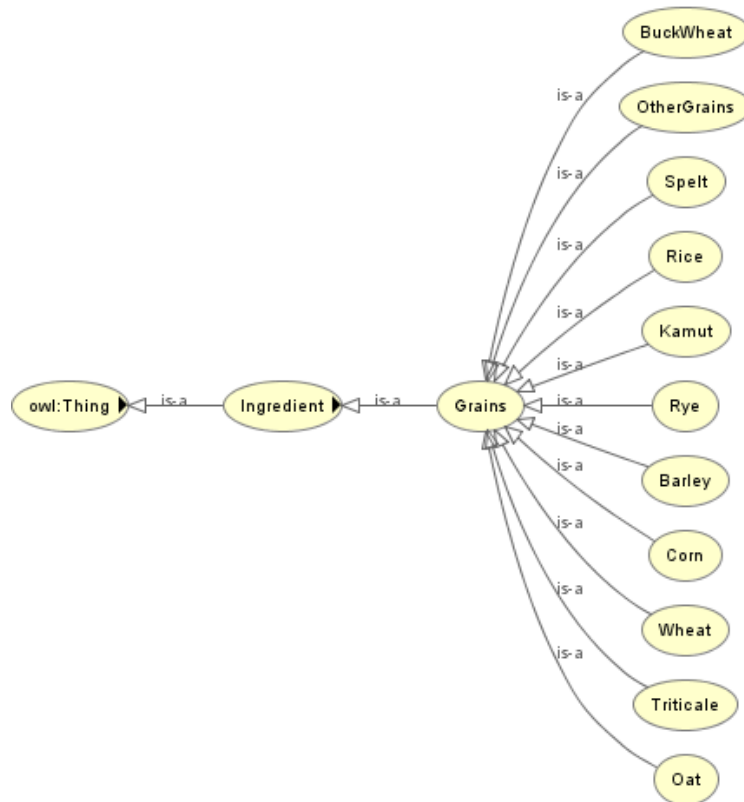 BuckWheat
is-a
OtherGrains
is-a
Spelt
is-a
Rice
is-a
Kamut
is-a
owl:Thing is-a Ingredient is-a Grains is-a Rye
is-a
Barley
is-a
Corn
is-a
Wheat
is-a
Triticale
is-a
Oat